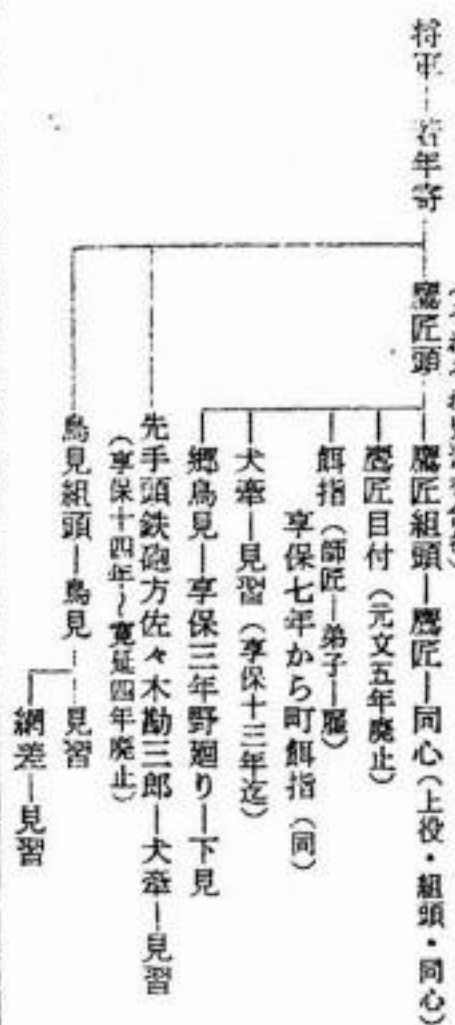 将軍―若年寄
鷹匠頭
鷹匠組頭―鷹匠―同心(上役・組頭・同心)
鷹匠目付(元文五年廃止)
餌指(師匠―弟子―雇)
享保七年から町餌指(同)
犬牽―見習(享保十三年迄)
郷鳥見―享保三年野廻り―下見
先手頭鉄砲方佐々木勘三郎―犬牽―見習
(享保十四年~寛延四年廃止)
鳥見組頭―鳥見―見習
網差―見習